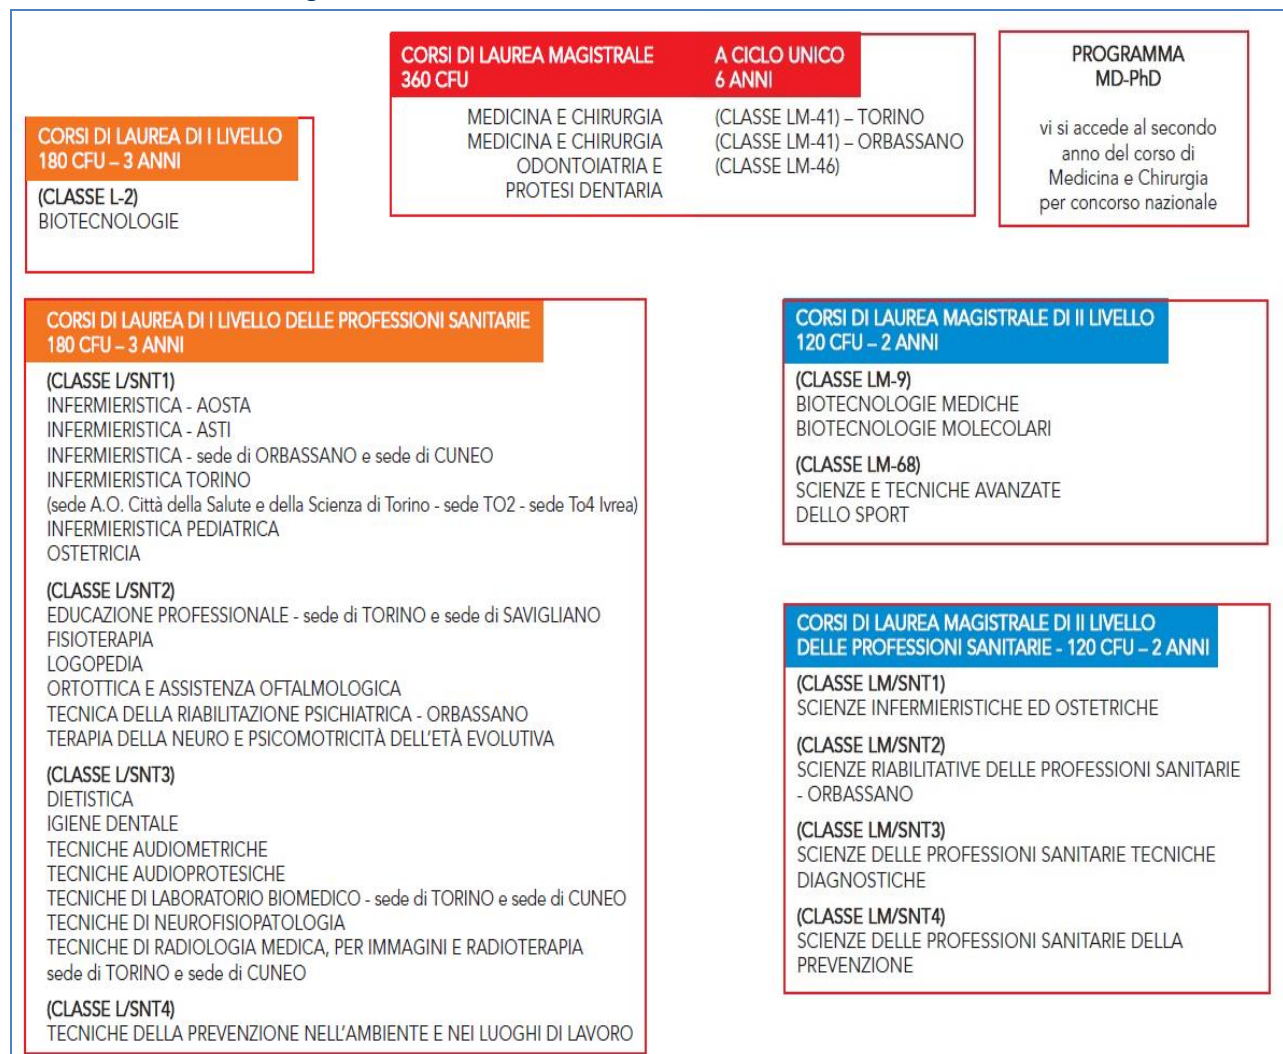 CORSI DI LAUREA MAGISTRALE A CICLO UNICO
360 CFU 6 ANNI
MEDICINA E CHIRURGIA (CLASSE LM-41) – TORINO
MEDICINA E CHIRURGIA (CLASSE LM-41) – ORBASSANO
ODONTOIATRIA E (CLASSE LM-46)
PROTESI DENTARIA
PROGRAMMA
MD-PhD
vi si accede al secondo
anno del corso di
Medicina e Chirurgia
per concorso nazionale
CORSI DI LAUREA DI I LIVELLO
180 CFU – 3 ANNI
(CLASSE L-2)
BIOTECNOLOGIE
CORSI DI LAUREA DI I LIVELLO DELLE PROFESSIONI SANITARIE
180 CFU – 3 ANNI
(CLASSE L/SNT1)
INFERMIERISTICA - AOSTA
INFERMIERISTICA - ASTI
INFERMIERISTICA - sede di ORBASSANO e sede di CUNEO
INFERMIERISTICA TORINO
(sede A.O. Città della Salute e della Scienza di Torino - sede TO2 - sede To4 Ivrea)
INFERMIERISTICA PEDIATRICA
OSTETRICIA
(CLASSE L/SNT2)
EDUCAZIONE PROFESSIONALE - sede di TORINO e sede di SAVIGLIANO
FISIOTERAPIA
LOGOPEDIA
ORTOTTICA E ASSISTENZA OFTALMOLOGICA
TECNICA DELLA RIABILITAZIONE PSICHIATRICA - ORBASSANO
TERAPIA DELLA NEURO E PSICOMOTRICITÀ DELL'ETÀ EVOLUTIVA
(CLASSE L/SNT3)
DIETISTICA
IGIENE DENTALE
TECNICHE AUDIOMETRICHE
TECNICHE AUDIOPROTESICHE
TECNICHE DI LABORATORIO BIOMEDICO - sede di TORINO e sede di CUNEO
TECNICHE DI NEUROFISIOPATOLOGIA
TECNICHE DI RADIOLOGIA MEDICA, PER IMMAGINI E RADIOTERAPIA
sede di TORINO e sede di CUNEO
(CLASSE L/SNT4)
TECNICHE DELLA PREVENZIONE NELL'AMBIENTE E NEI LUOGHI DI LAVORO
CORSI DI LAUREA MAGISTRALE DI II LIVELLO
120 CFU – 2 ANNI
(CLASSE LM-9)
BIOTECNOLOGIE MEDICHE
BIOTECNOLOGIE MOLECOLARI
(CLASSE LM-68)
SCIENZE E TECNICHE AVANZATE
DELLO SPORT
CORSI DI LAUREA MAGISTRALE DI II LIVELLO
DELLE PROFESSIONI SANITARIE - 120 CFU – 2 ANNI
(CLASSE LM/SNT1)
SCIENZE INFERMIERISTICHE ED OSTETRICHE
(CLASSE LM/SNT2)
SCIENZE RIABILITATIVE DELLE PROFESSIONI SANITARIE
- ORBASSANO
(CLASSE LM/SNT3)
SCIENZE DELLE PROFESSIONI SANITARIE TECNICHE
DIAGNOSTICHE
(CLASSE LM/SNT4)
SCIENZE DELLE PROFESSIONI SANITARIE DELLA
PREVENZIONE